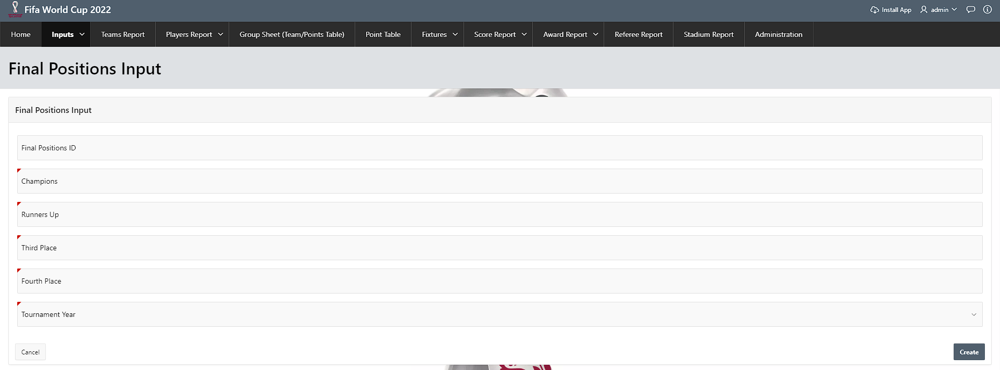 Fifa World Cup 2022
Install App
admin
Home
Inputs
Teams Report
Players Report
Group Sheet (Team/Points Table)
Point Table
Fixtures
Score Report
Award Report
Referee Report
Stadium Report
Administration
Final Positions Input
Final Positions Input
Final Positions ID
Champions
Runners Up
Third Place
Fourth Place
Tournament Year
Cancel
Create